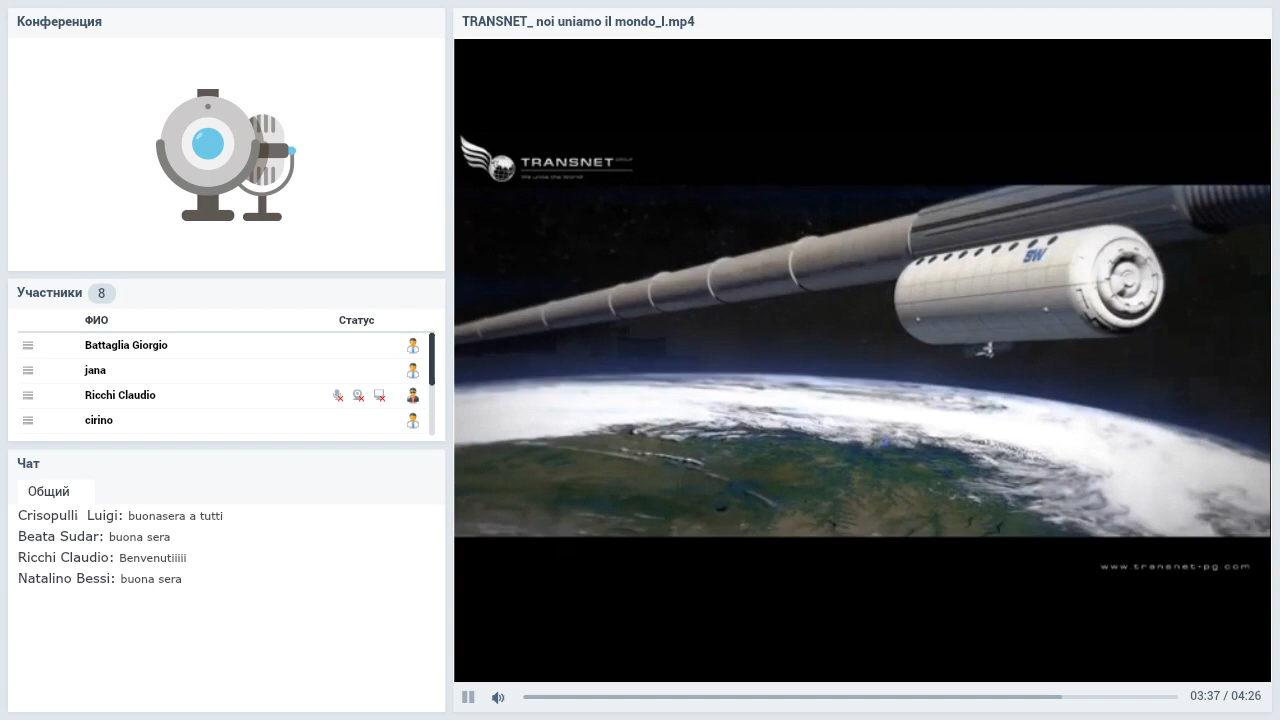 Конференция
Участники 8
ФИО Статус
Battaglia Giorgio
jana
Ricchi Claudio
cirino
Чат
Общий
Crisopulli Luigi: buonasera a tutti
Beata Sudar: buona sera
Ricchi Claudio: Benvenutiiiii
Natalino Bessi: buona sera
TRANSNET_ noi uniamo il mondo_I.mp4
TRANSNET GROUP
We unite the World!
SW
www.transnet-pg.com
03:37 / 04:26